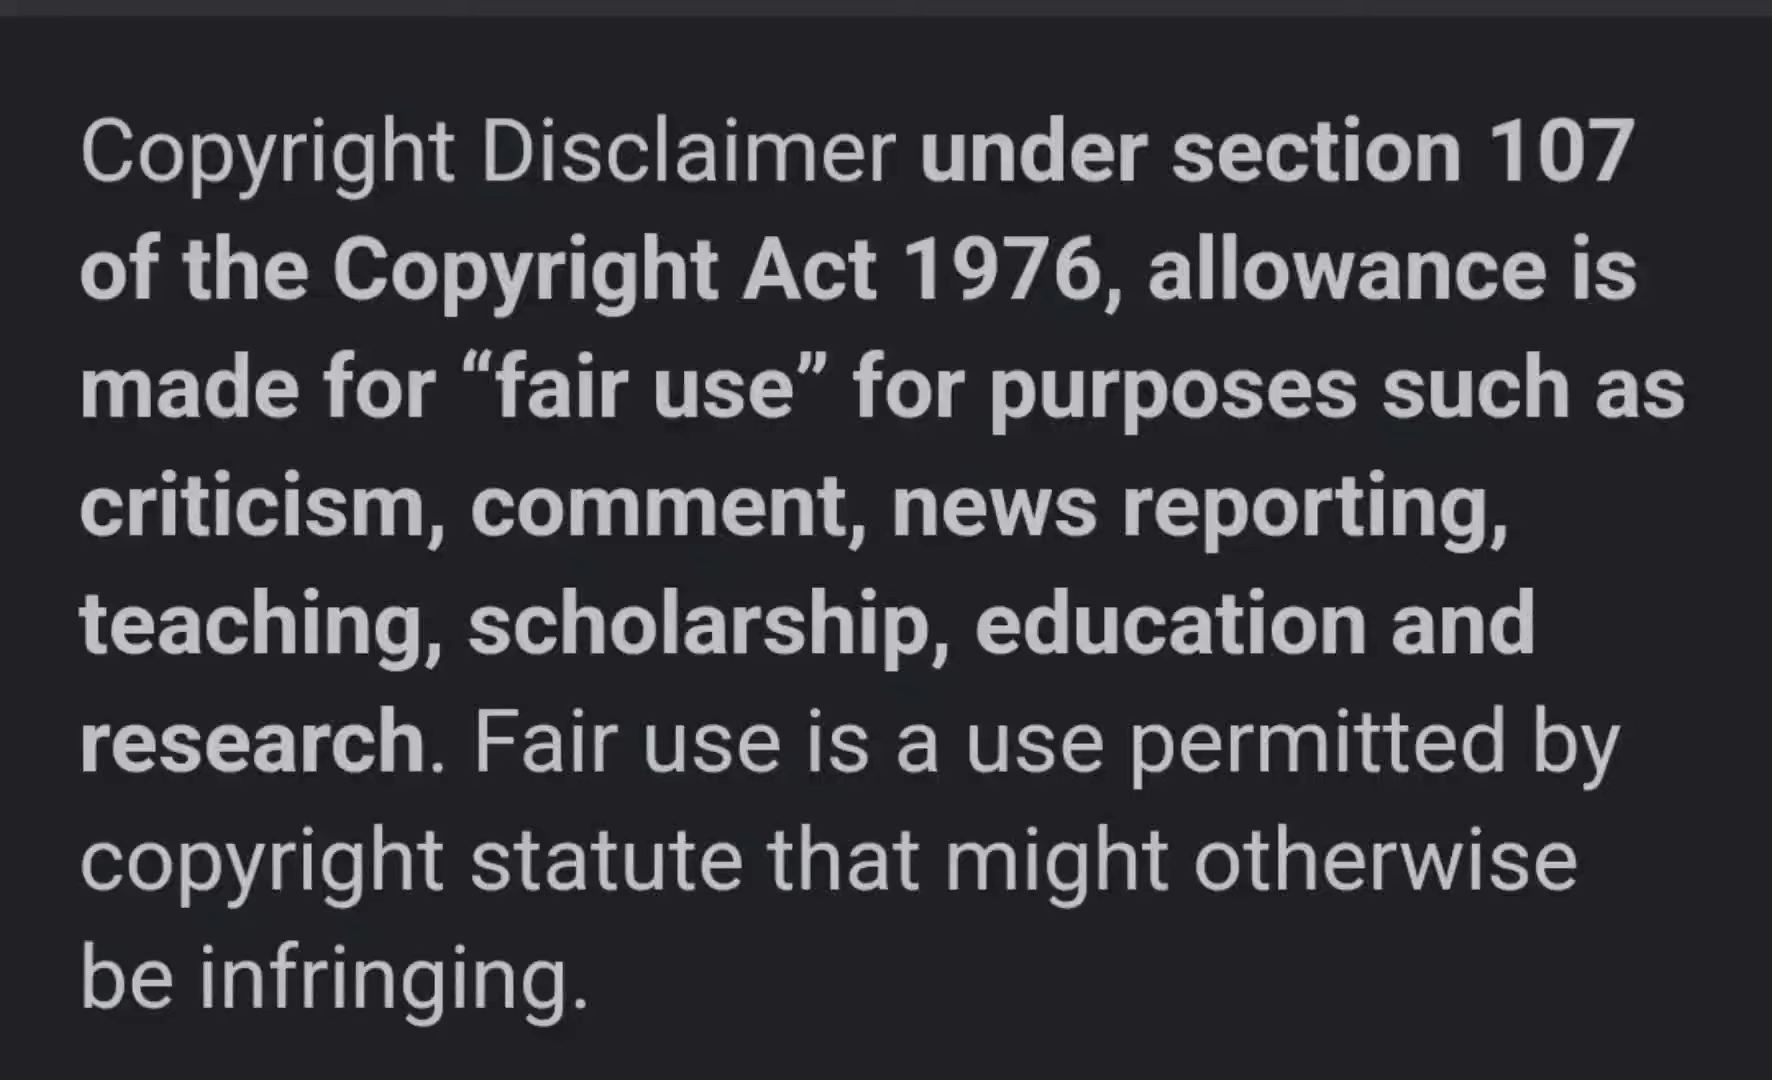 Copyright Disclaimer under section 107
of the Copyright Act 1976, allowance is
made for “fair use” for purposes such as
criticism, comment, news reporting,
teaching, scholarship, education and
research. Fair use is a use permitted by
copyright statute that might otherwise
be infringing.